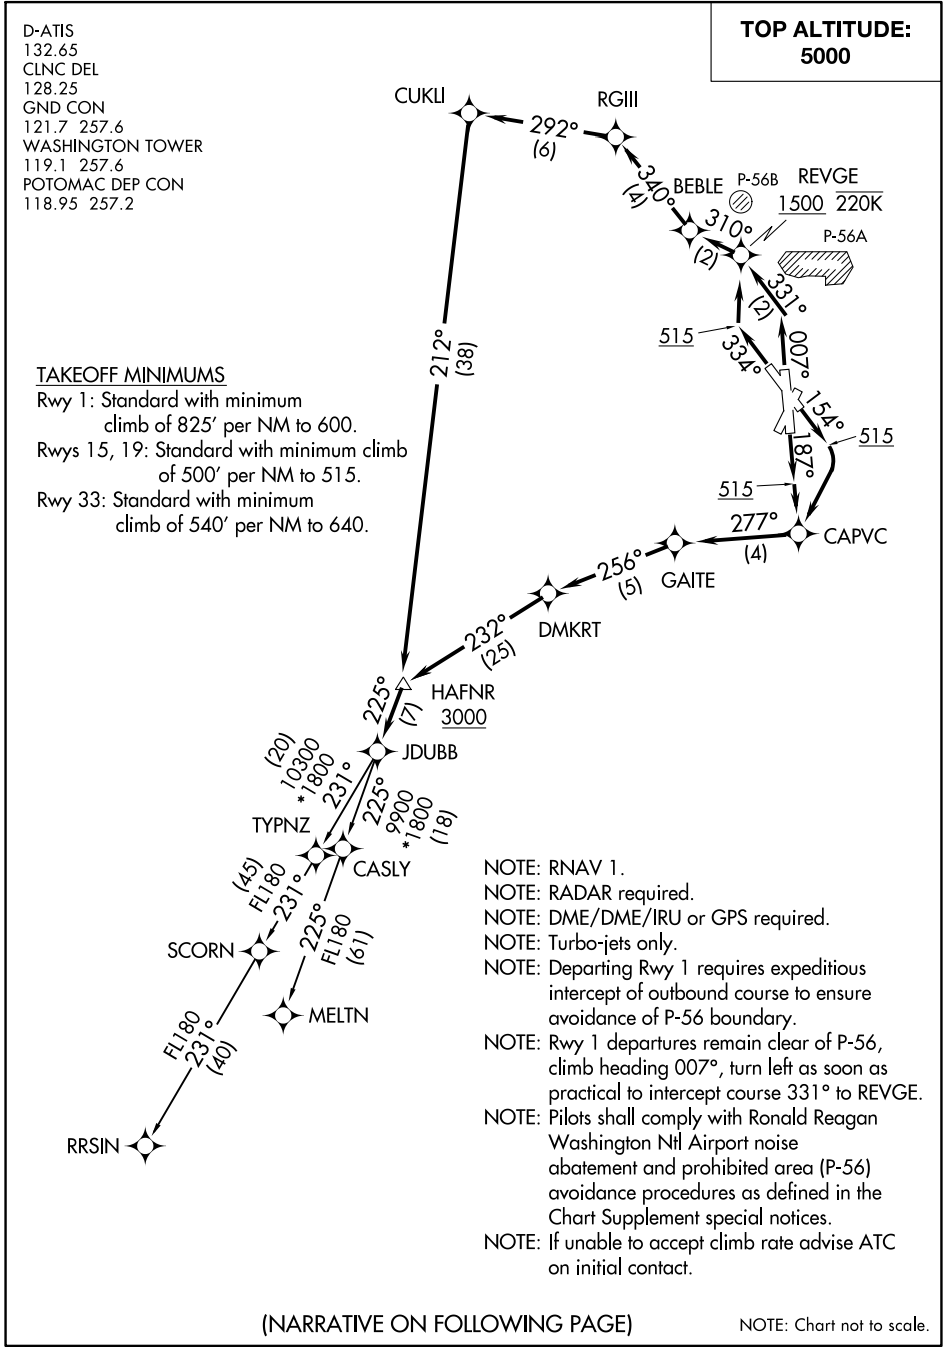 D-ATIS
132.65
CLNC DEL
128.25
GND CON
121.7 257.6
WASHINGTON TOWER
119.1 257.6
POTOMAC DEP CON
118.95 257.2
TOP ALTITUDE:
5000
CUKLI
RGIII
292°
(6)
340°
(4)
BEBLE
P-56B
REVGE
1500 220K
310°
(2)
P-56A
331°
(2)
515
334°
007°
212°
(38)
154°
515
187°
515
TAKEOFF MINIMUMS
Rwy 1: Standard with minimum
climb of 825' per NM to 600.
Rwys 15, 19: Standard with minimum climb
of 500' per NM to 515.
Rwy 33: Standard with minimum
climb of 540' per NM to 640.
277°
(4)
CAPVC
256°
(5)
GAITE
232°
(25)
DMKRT
HAFNR
3000
225°
(7)
JDUBB
(20)
10300
*1800
231°
225°
9900
*1800
(18)
TYPNZ
CASLY
(45)
FL180
231°
225°
FL180
(61)
SCORN
MELTN
FL180
231°
(40)
RRSIN
NOTE: RNAV 1.
NOTE: RADAR required.
NOTE: DME/DME/IRU or GPS required.
NOTE: Turbo-jets only.
NOTE: Departing Rwy 1 requires expeditious
intercept of outbound course to ensure
avoidance of P-56 boundary.
NOTE: Rwy 1 departures remain clear of P-56,
climb heading 007°, turn left as soon as
practical to intercept course 331° to REVGE.
NOTE: Pilots shall comply with Ronald Reagan
Washington Ntl Airport noise
abatement and prohibited area (P-56)
avoidance procedures as defined in the
Chart Supplement special notices.
NOTE: If unable to accept climb rate advise ATC
on initial contact.
(NARRATIVE ON FOLLOWING PAGE)
NOTE: Chart not to scale.